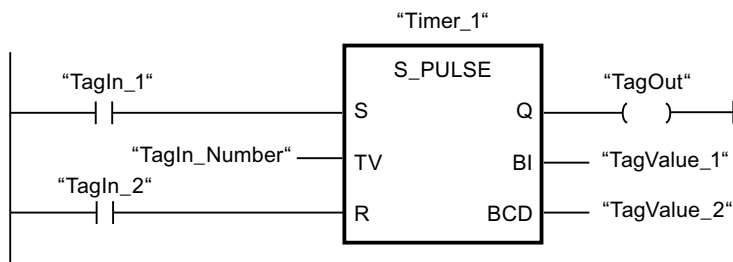 “Timer_1“
S_PULSE
“TagIn_1“
S
Q
“TagOut“
“TagIn_Number“
TV
BI
“TagValue_1“
“TagIn_2“
R
BCD
“TagValue_2“